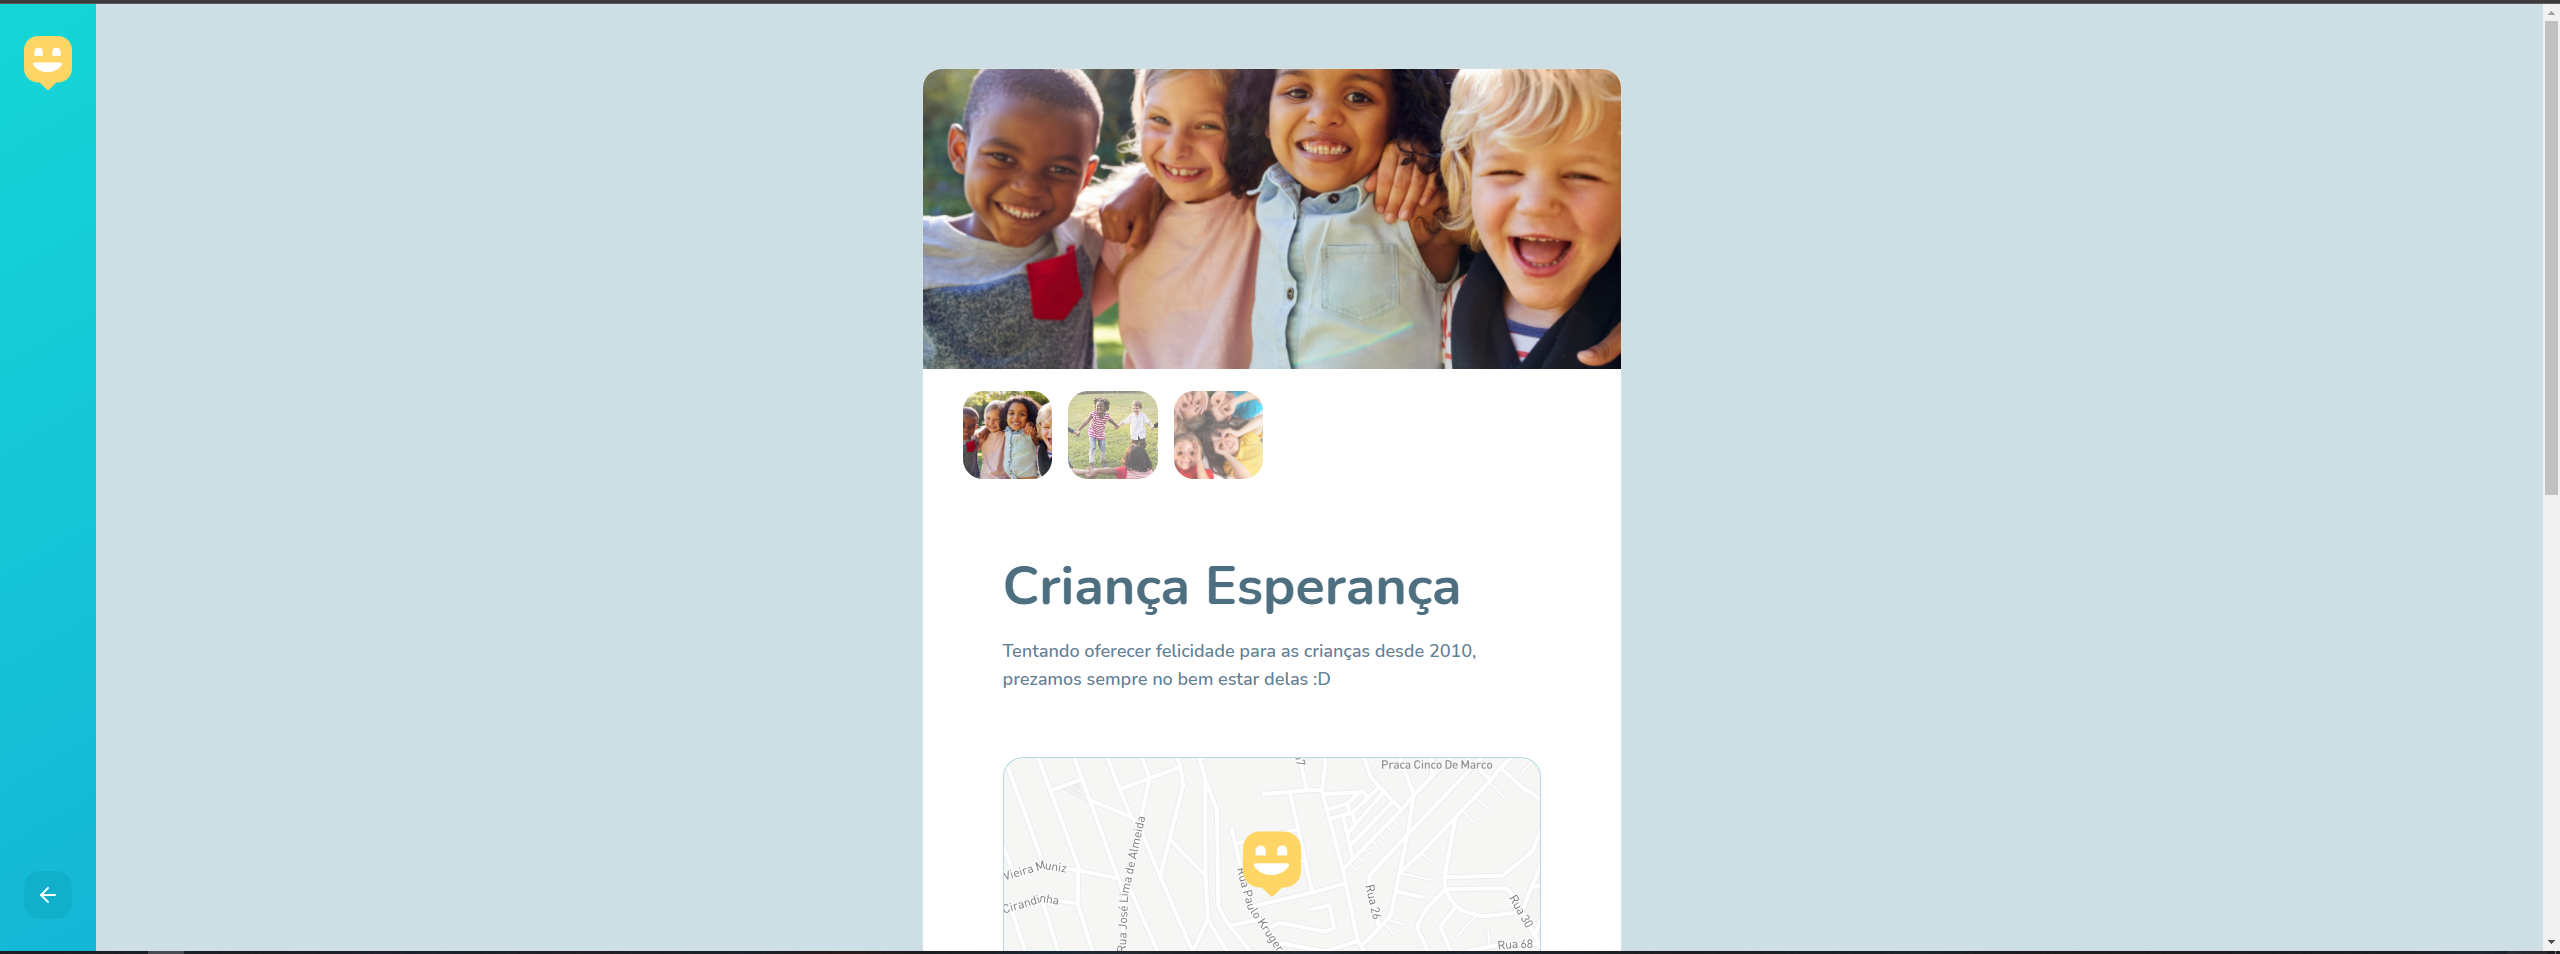 Criança Esperança
Tentando oferecer felicidade para as crianças desde 2010,
prezamos sempre no bem estar delas :D
Praca Cinco De Marco
Rua José Lima de Almeida
Vieira Muniz
Cirandinha
Rua Paulo Kruger
Rua 26
Rua 30
Rua 68